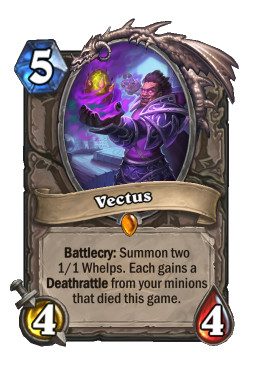 5
Vectus
Battlecry: Summon two
1/1 Whelps. Each gains a
Deathrattle from your minions
that died this game.
4
4